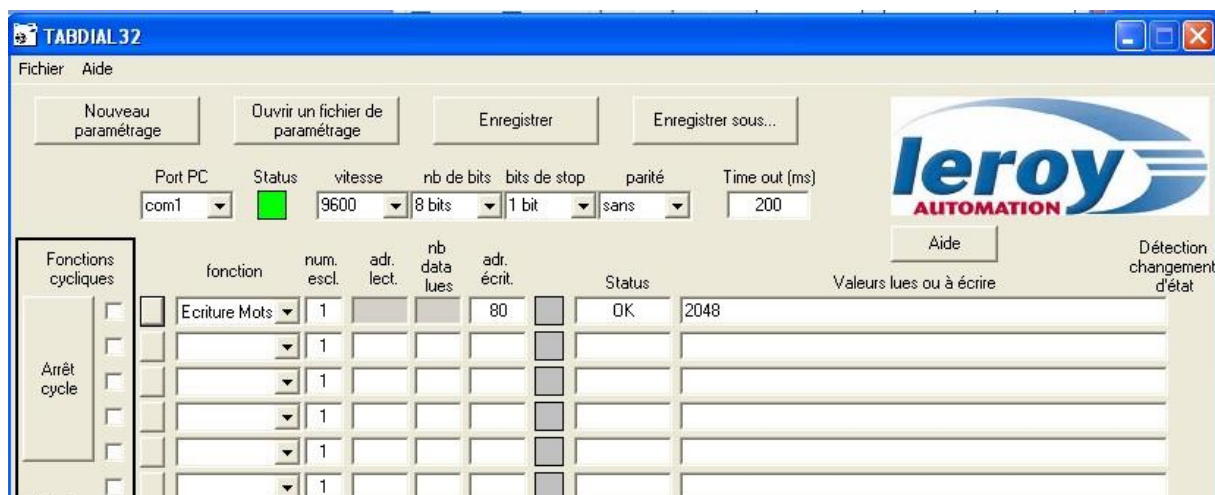 TABDIAL32
Fichier Aide
Nouveau paramétrage
Ouvrir un fichier de paramétrage
Enregistrer
Enregistrer sous...
leroy
AUTOMATION
Port PC Status vitesse nb de bits bits de stop parité Time out (ms)
com1 9600 8 bits 1 bit sans 200
Aide
Fonctions cycliques
fonction num. escl. adr. lect. nb data lues adr. écrit. Status Valeurs lues ou à écrire Détection changement d'état
Ecriture Mots 1 80 OK 2048
1
Arrêt cycle
1
1
1
1